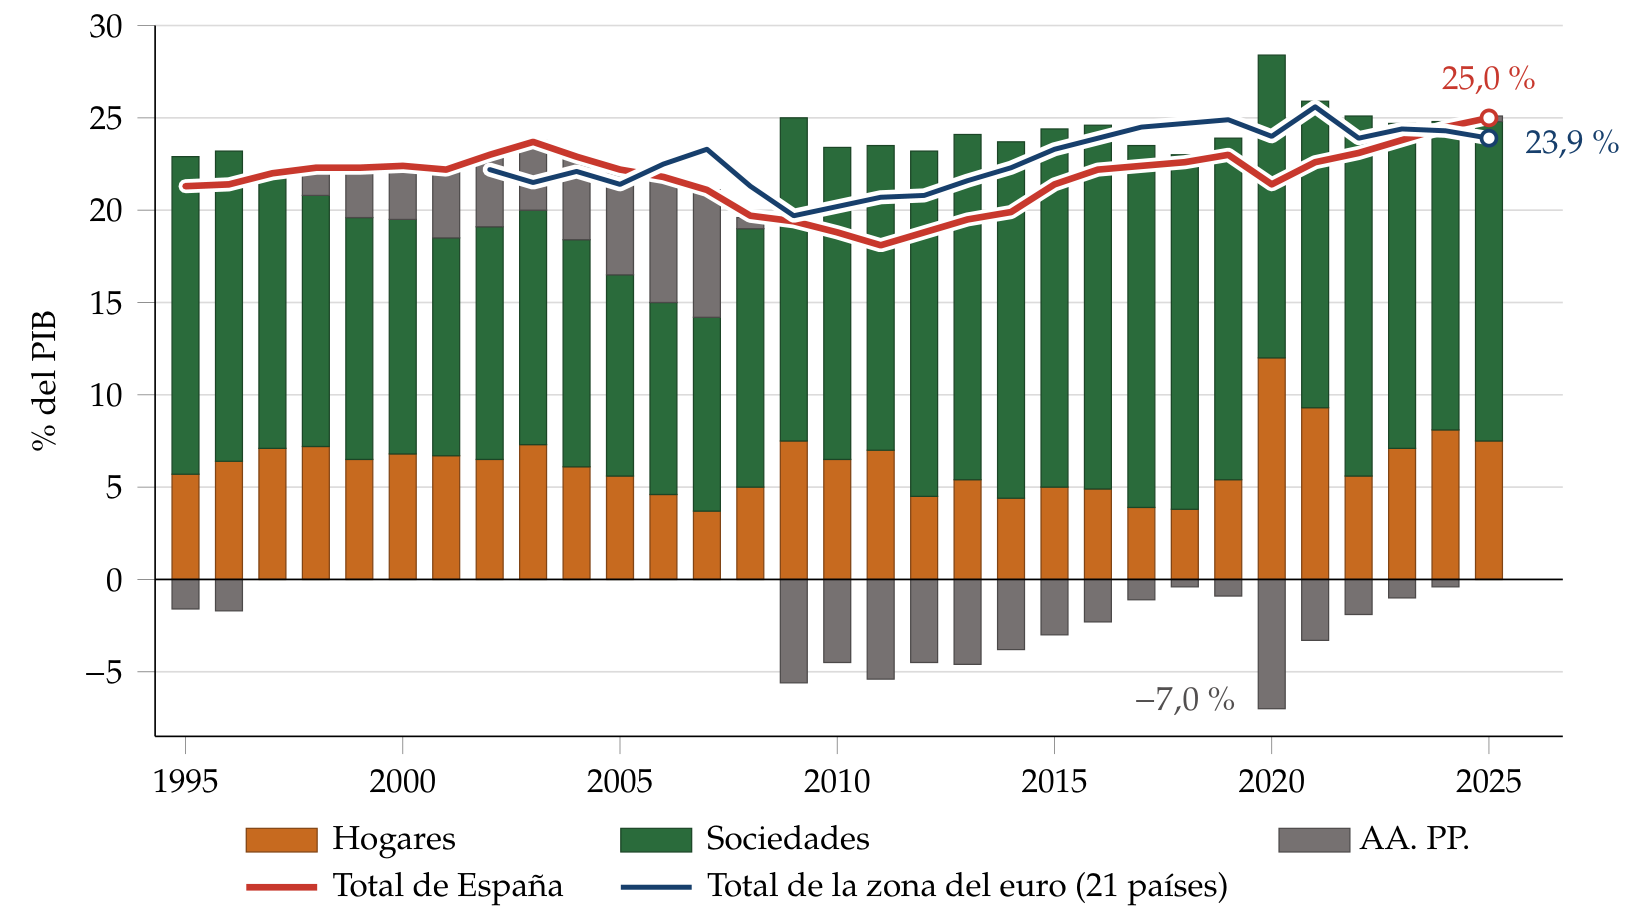 30
25
20
15
10
5
0
−5
% del PIB
25,0 %
23,9 %
−7,0 %
1995 2000 2005 2010 2015 2020 2025
Hogares Sociedades AA. PP.
Total de España Total de la zona del euro (21 países)